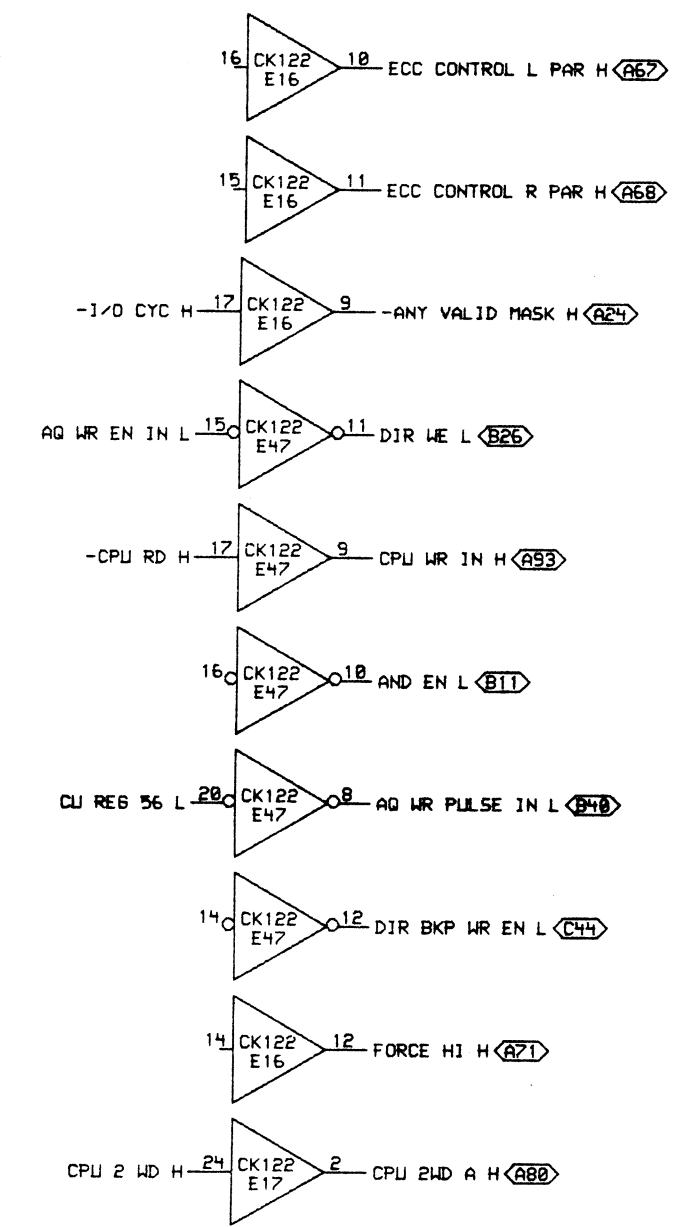 16 CK122 10 ECC CONTROL L PAR H A67
E16
15 CK122 11 ECC CONTROL R PAR H A68
E16
-I/O CYC H 17 CK122 9 -ANY VALID MASK H A24
E16
AQ WR EN IN L 15 CK122 11 DIR WE L B26
E47
-CPU RD H 17 CK122 9 CPU WR IN H A93
E47
16 CK122 10 AND EN L B11
E47
CU REG 56 L 20 CK122 8 AQ WR PULSE IN L B40
E47
14 CK122 12 DIR BKP WR EN L C44
E47
14 CK122 12 FORCE HI H A71
E16
CPU 2 WD H 24 CK122 2 CPU 2WD A H A80
E17